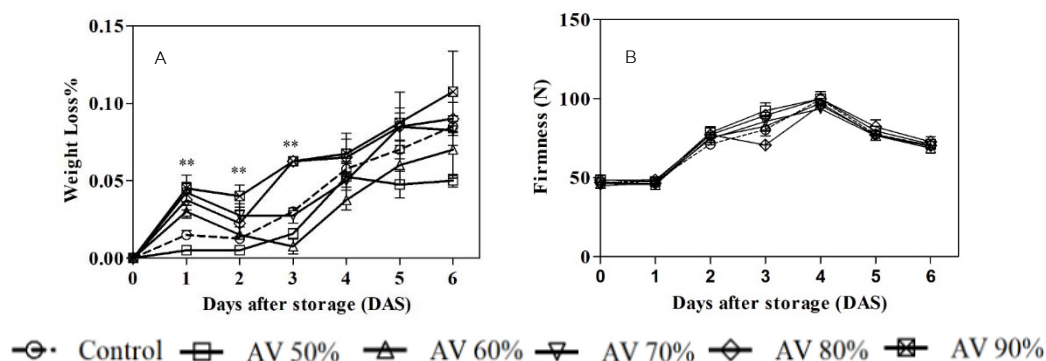 A
0.15
0.10
0.05
0.00
Weight Loss%
**
**
**
0 1 2 3 4 5 6
Days after storage (DAS)
B
150
100
50
0
Firmness (N)
0 1 2 3 4 5 6
Days after storage (DAS)
Control AV 50% AV 60% AV 70% AV 80% AV 90%